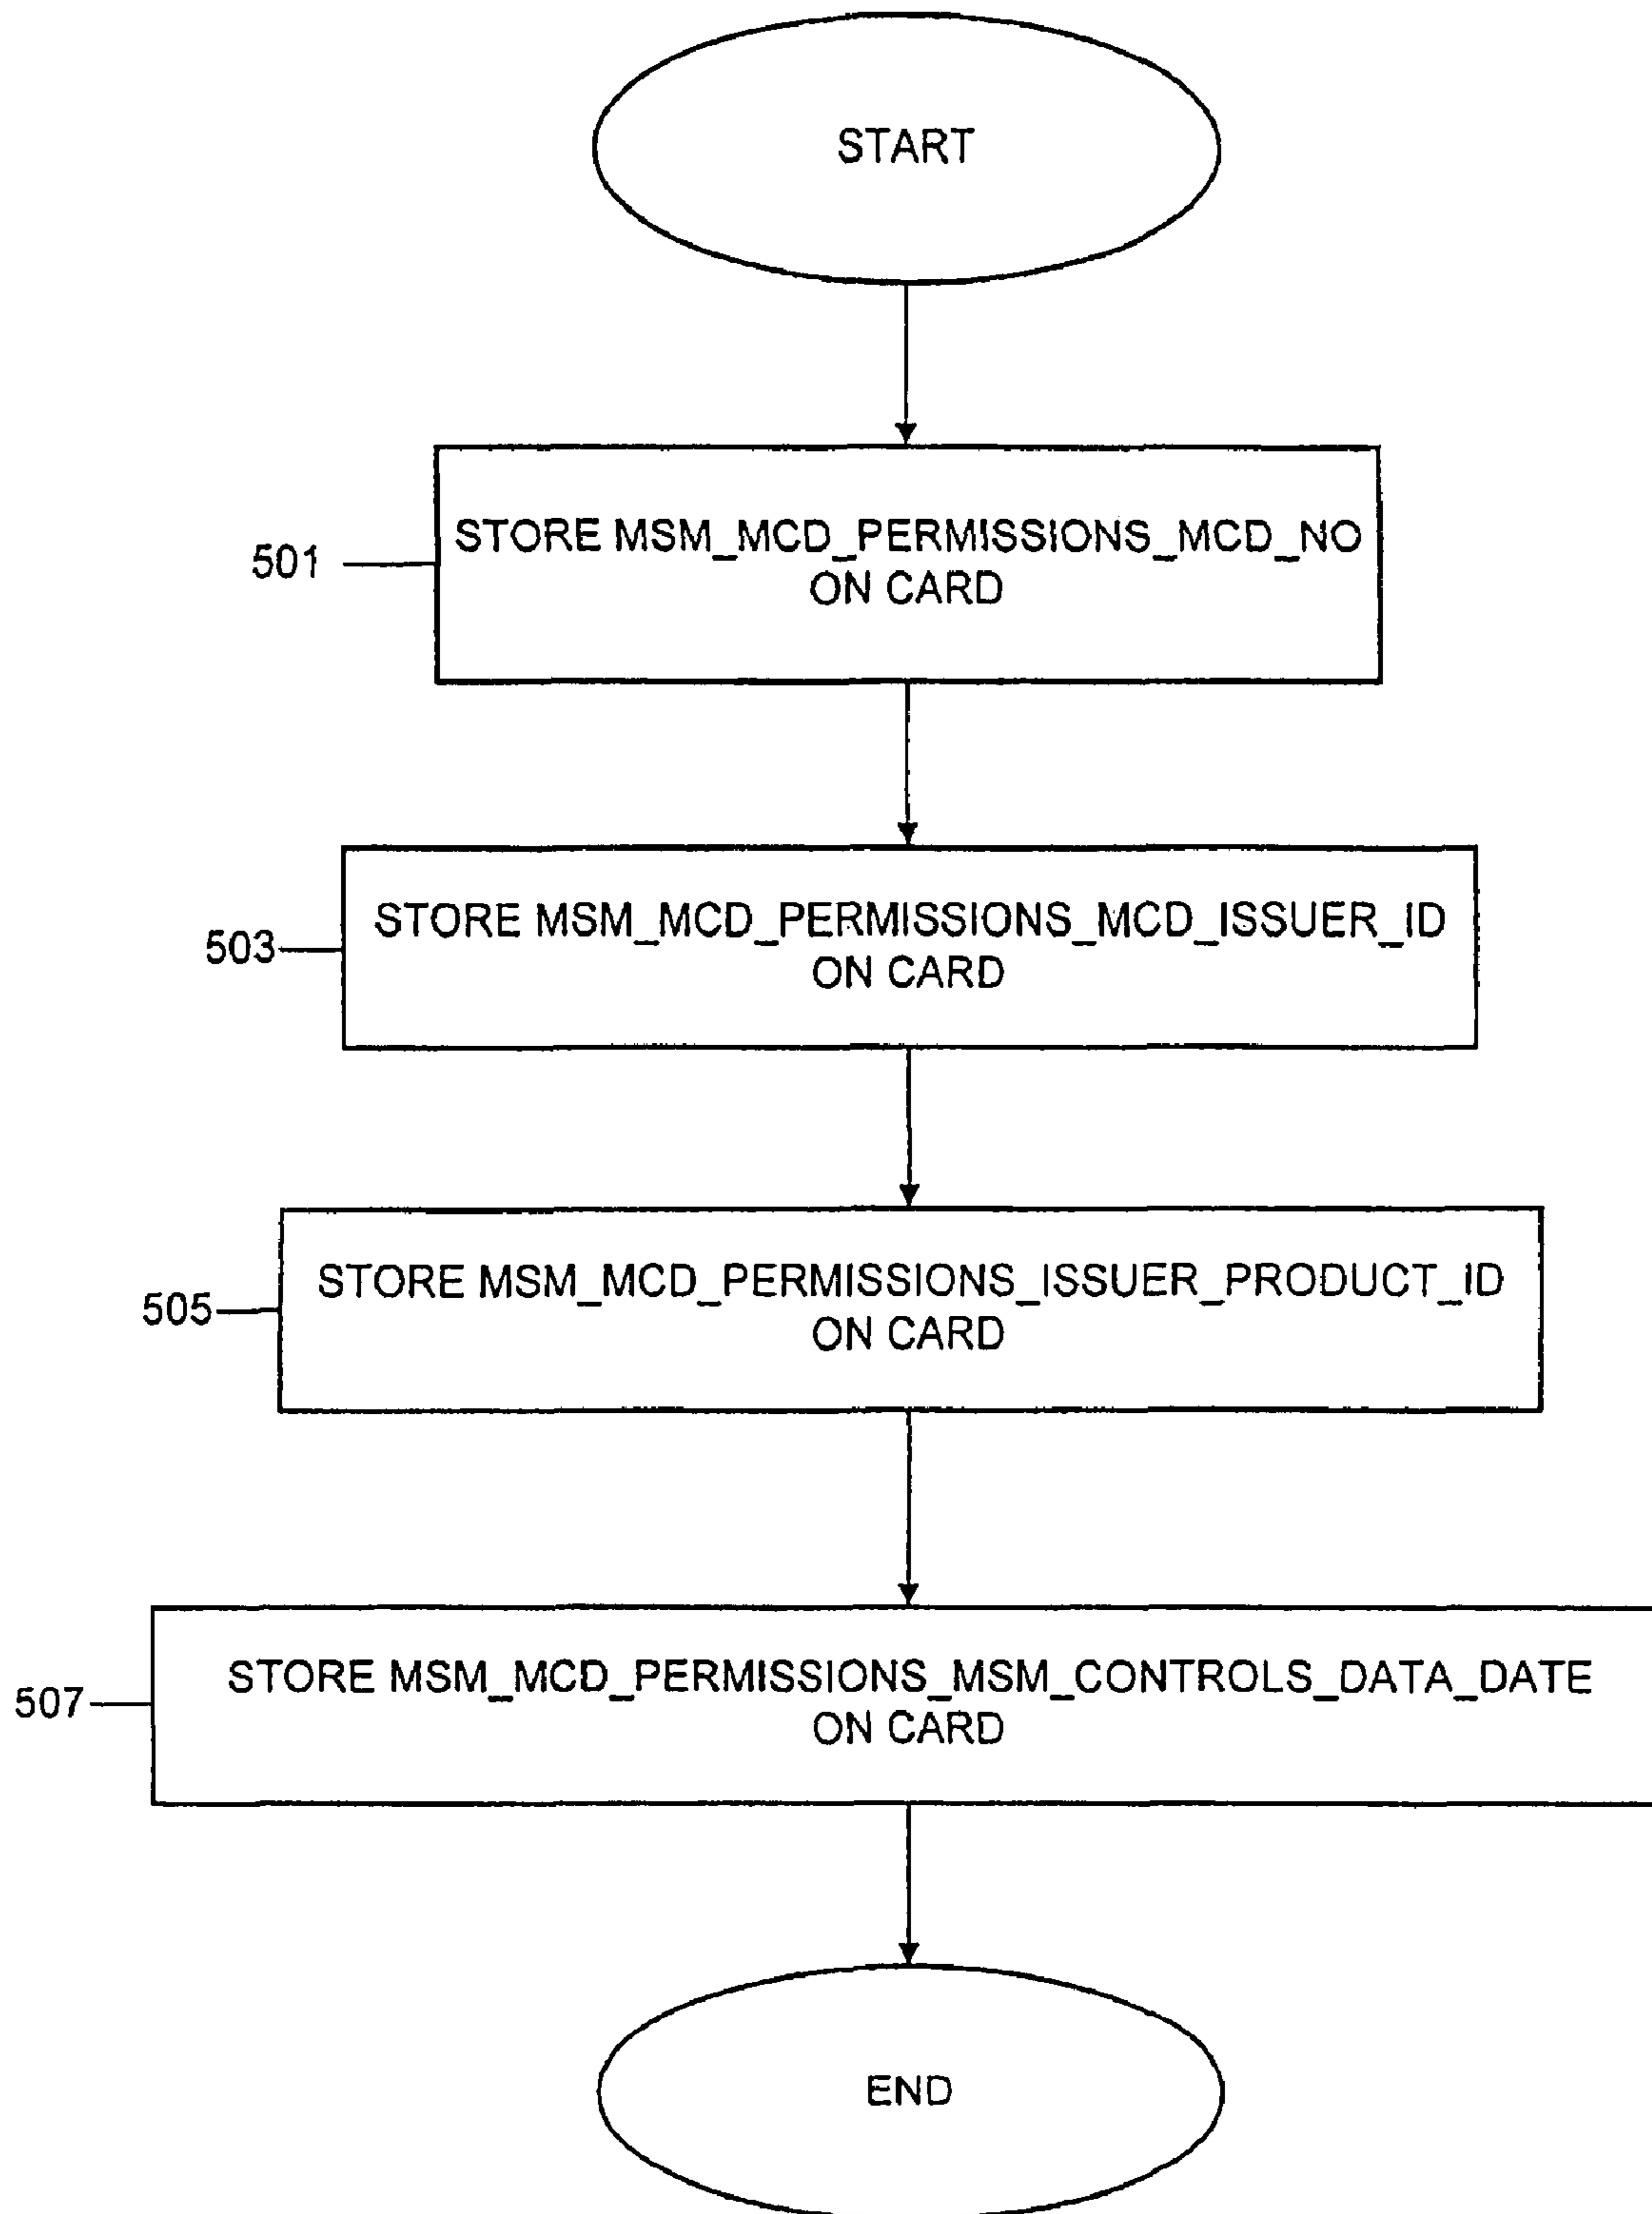 START
501
STORE MSM_MCD_PERMISSIONS_MCD_NO
ON CARD
503
STORE MSM_MCD_PERMISSIONS_MCD_ISSUER_ID
ON CARD
505
STORE MSM_MCD_PERMISSIONS_ISSUER_PRODUCT_ID
ON CARD
507
STORE MSM_MCD_PERMISSIONS_MSM_CONTROLS_DATA_DATE
ON CARD
END